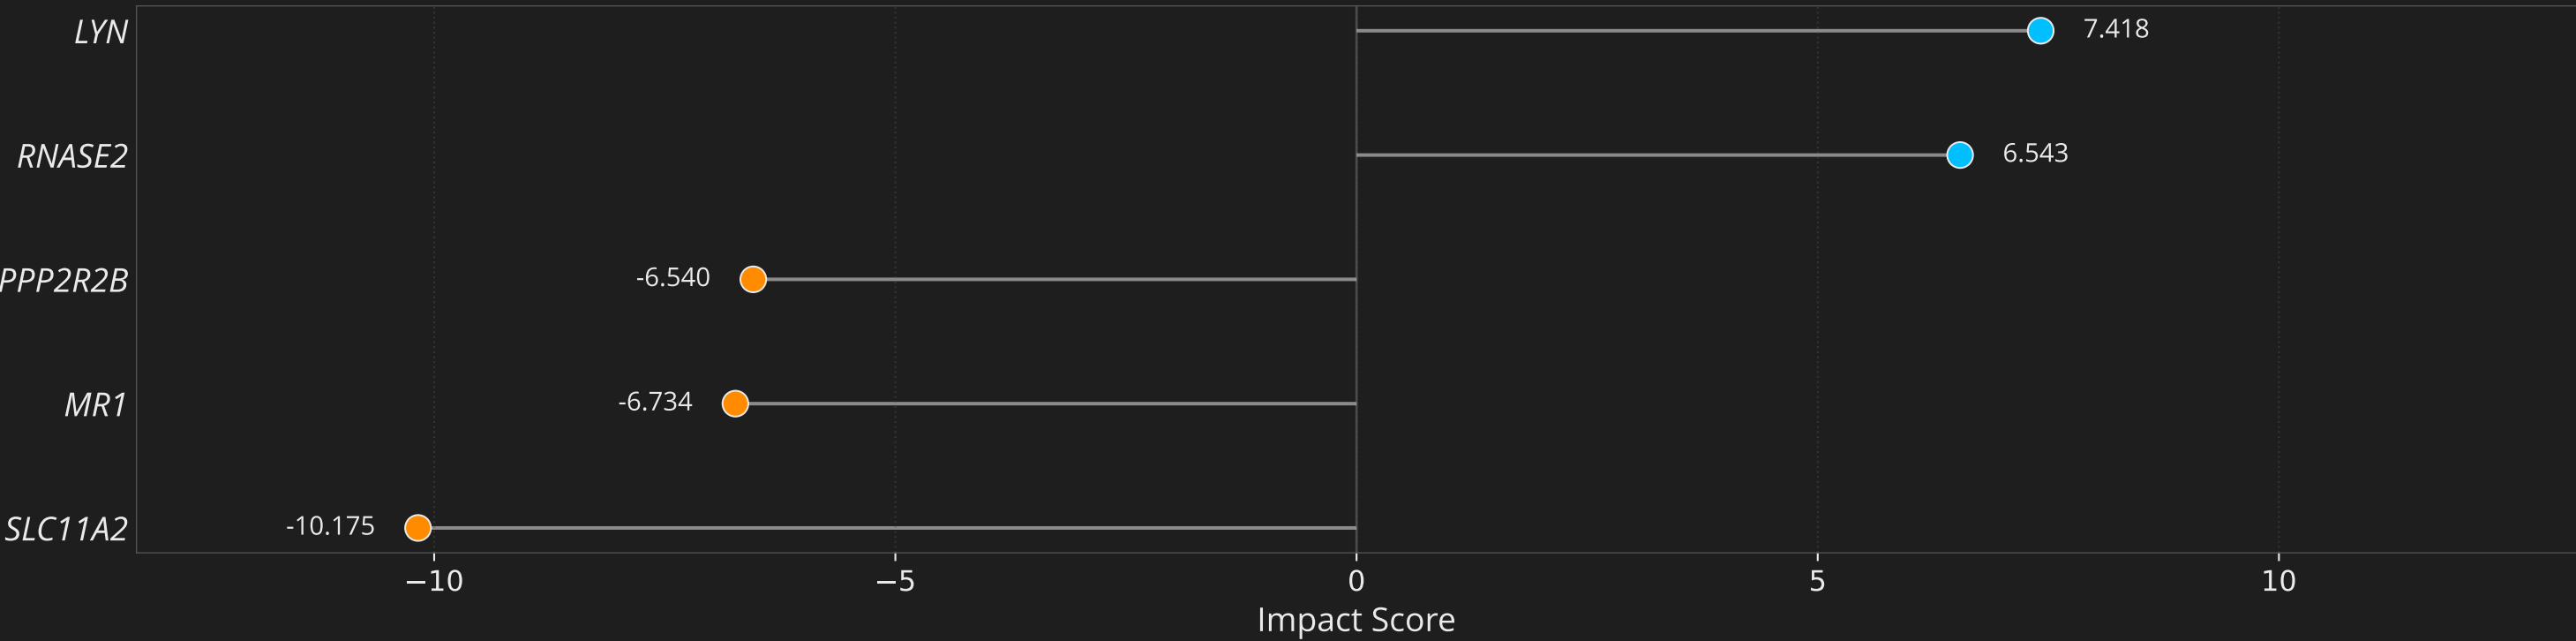 LYN 7.418
RNASE2 6.543
PPP2R2B -6.540
MR1 -6.734
SLC11A2 -10.175
−10 −5 0 5 10
Impact Score